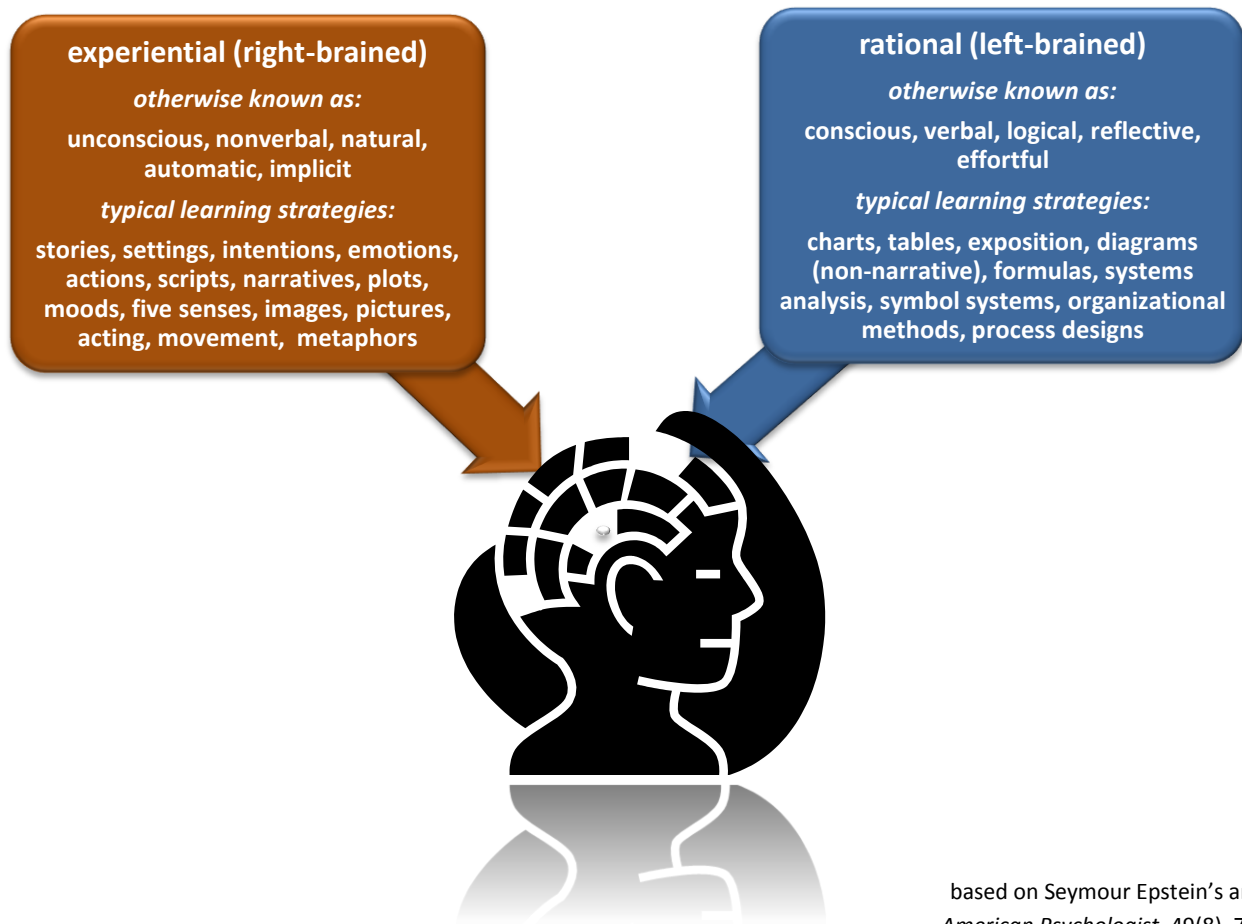 experiential (right-brained)
otherwise known as:
unconscious, nonverbal, natural,
automatic, implicit
typical learning strategies:
stories, settings, intentions, emotions,
actions, scripts, narratives, plots,
moods, five senses, images, pictures,
acting, movement, metaphors
rational (left-brained)
otherwise known as:
conscious, verbal, logical, reflective,
effortful
typical learning strategies:
charts, tables, exposition, diagrams
(non-narrative), formulas, systems
analysis, symbol systems, organizational
methods, process designs
based on Seymour Epstein’s
American Psychologist, 49(8),